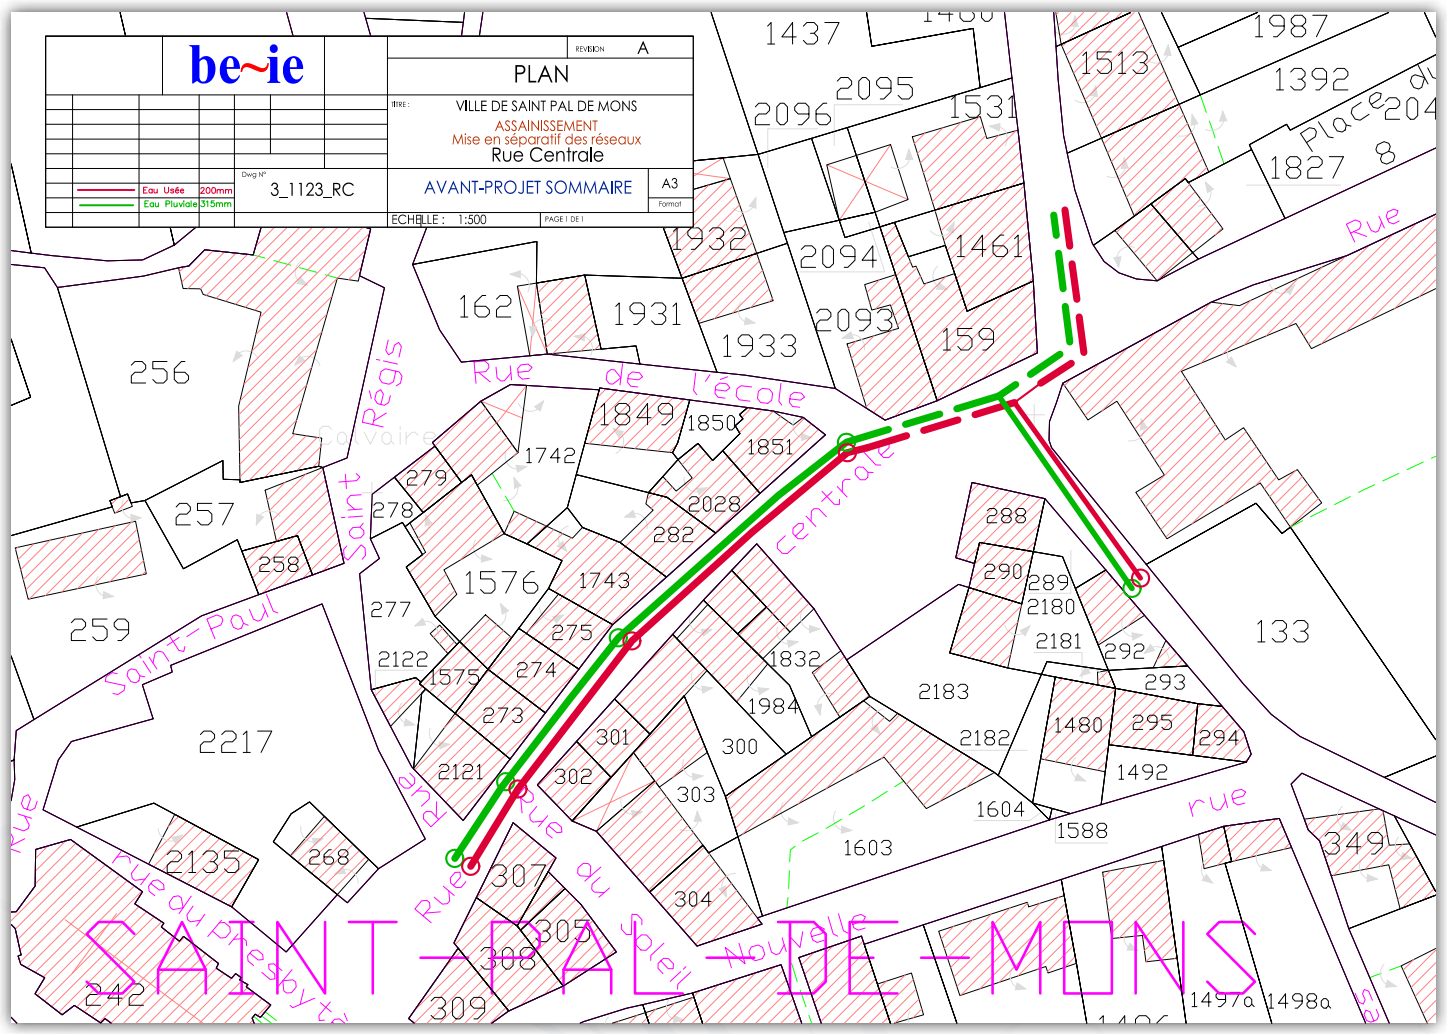 be~ie
REVISION A
PLAN
TITRE :
VILLE DE SAINT PAL DE MONS
ASSAINISSEMENT
Mise en séparatif des réseaux
Rue Centrale
Dwg N°
3_1123_RC
AVANT-PROJET SOMMAIRE
A3
Format
Eau Usée 200mm
Eau Pluviale 315mm
ECHELLE : 1:500
PAGE 1 DE 1
1437
1480
1987
1513
1392
2095
2096
1531
Place du
204
1827
8
Rue
1932
1461
2094
162
1931
2093
1933
159
256
Régis
Rue de l'école
Calvaire
1849
1850
1851
1742
279
278
2028
282
257
Saint
258
centrale
288
290
289
2180
1576
1743
277
259
Saint-Paul
275
2122
274
1575
2181
292
133
1832
293
2183
273
1984
2217
301
300
2182
1480
295
294
2121
302
1492
Rue
303
1604
rue
1588
Rue
Rue du Soleil
1603
2135
268
349
rue du presbytè
307
304
Rue
305
308
Nouvelle
SAINT-PAL-DE-MONS
242
309
1497a
1498a
1496
sa